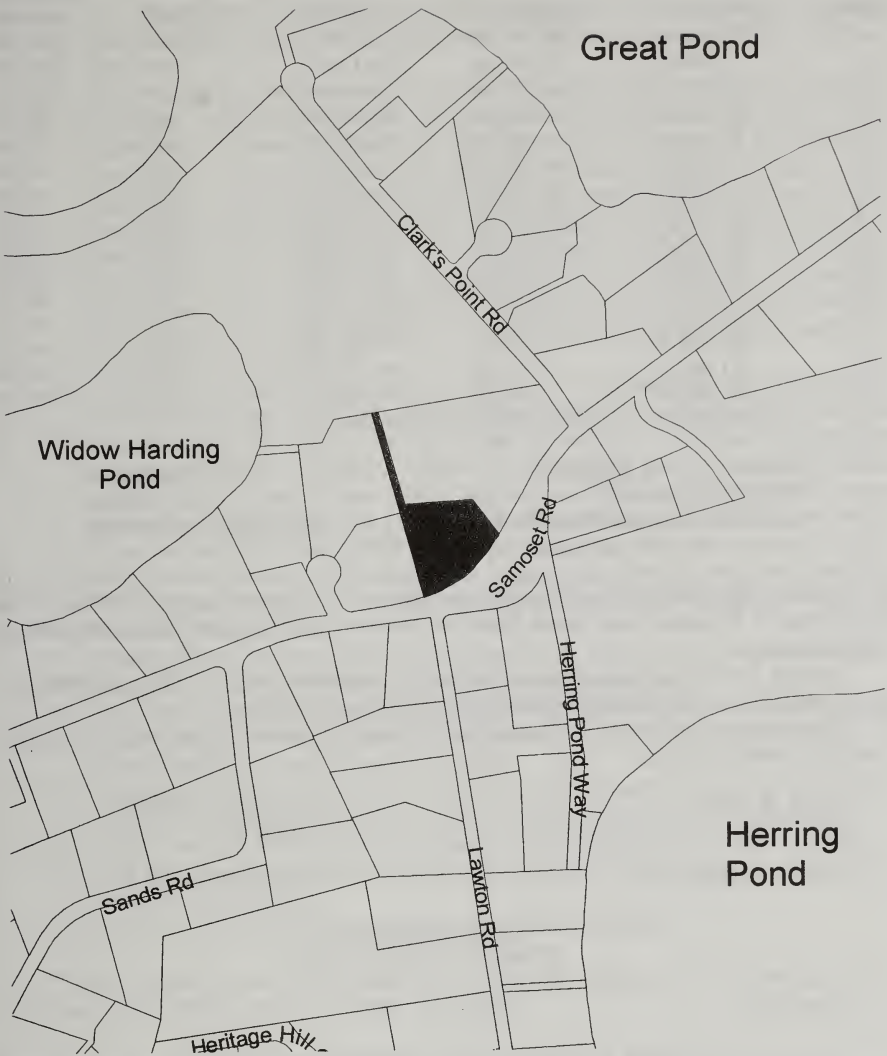 Great Pond
Clark's Point Rd
Widow Harding
Pond
Samoset Rd
Herring Pond Way
Herring
Pond
Lawton Rd
Sands Rd
Heritage Hill